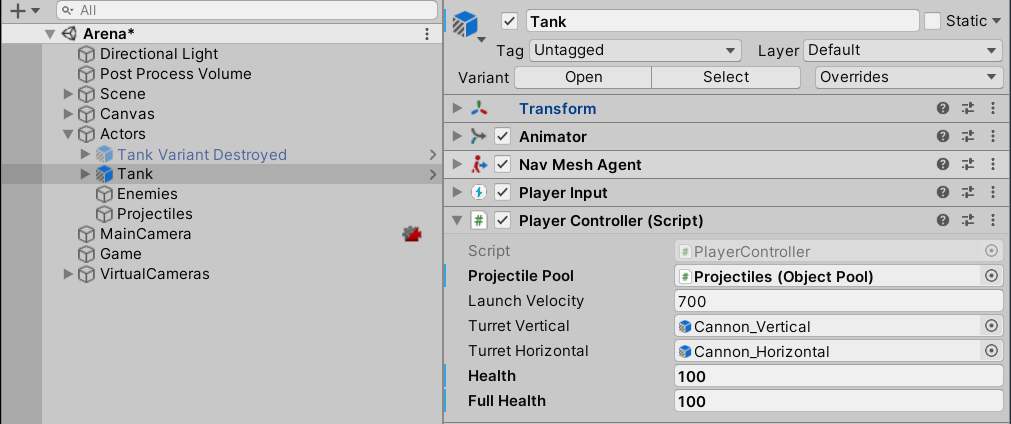 All
Arena*
Directional Light
Post Process Volume
Scene
Canvas
Actors
Tank Variant Destroyed
Tank
Enemies
Projectiles
MainCamera
Game
VirtualCameras
Tank
Static
Tag Untagged Layer Default
Variant Open Select Overrides
Transform
Animator
Nav Mesh Agent
Player Input
Player Controller (Script)
Script PlayerController
Projectile Pool Projectiles (Object Pool)
Launch Velocity 700
Turret Vertical Cannon_Vertical
Turret Horizontal Cannon_Horizontal
Health 100
Full Health 100